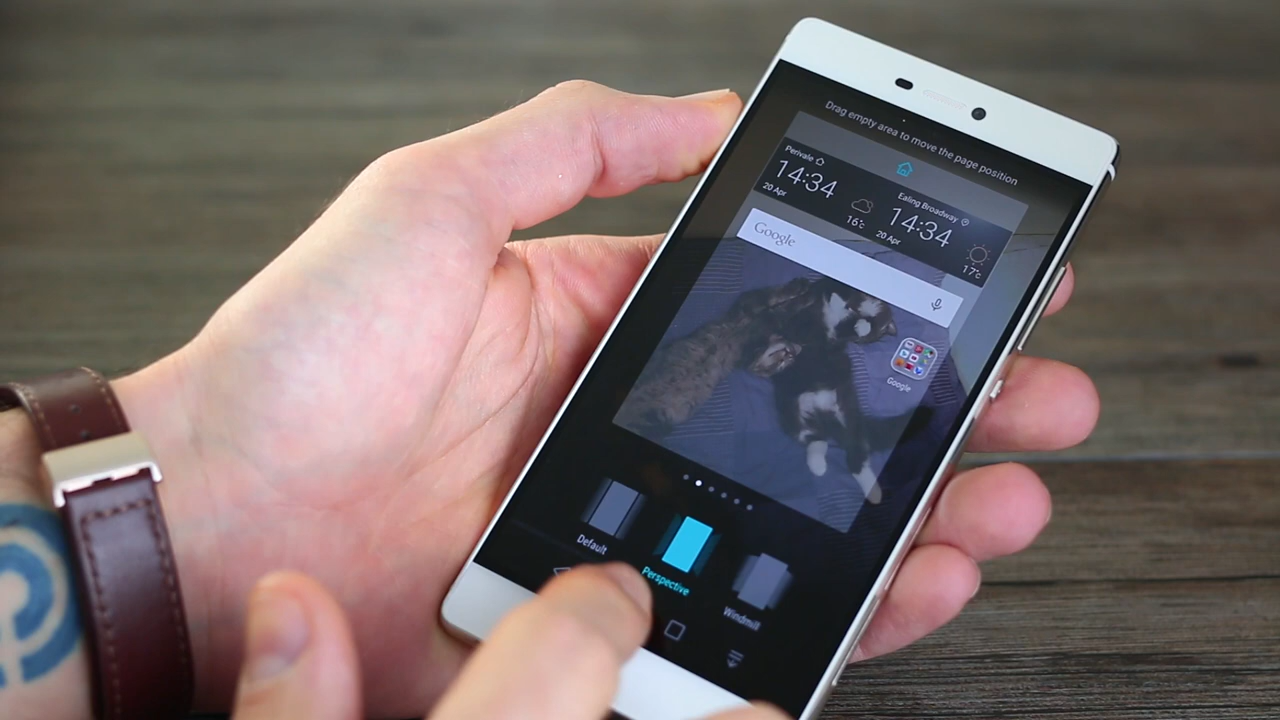 Drag empty area to move the page position
Perivale
14:34
20 Apr
16°c
Ealing Broadway
14:34
20 Apr
17°c
Google
Google
Default
Perspective
Windmill